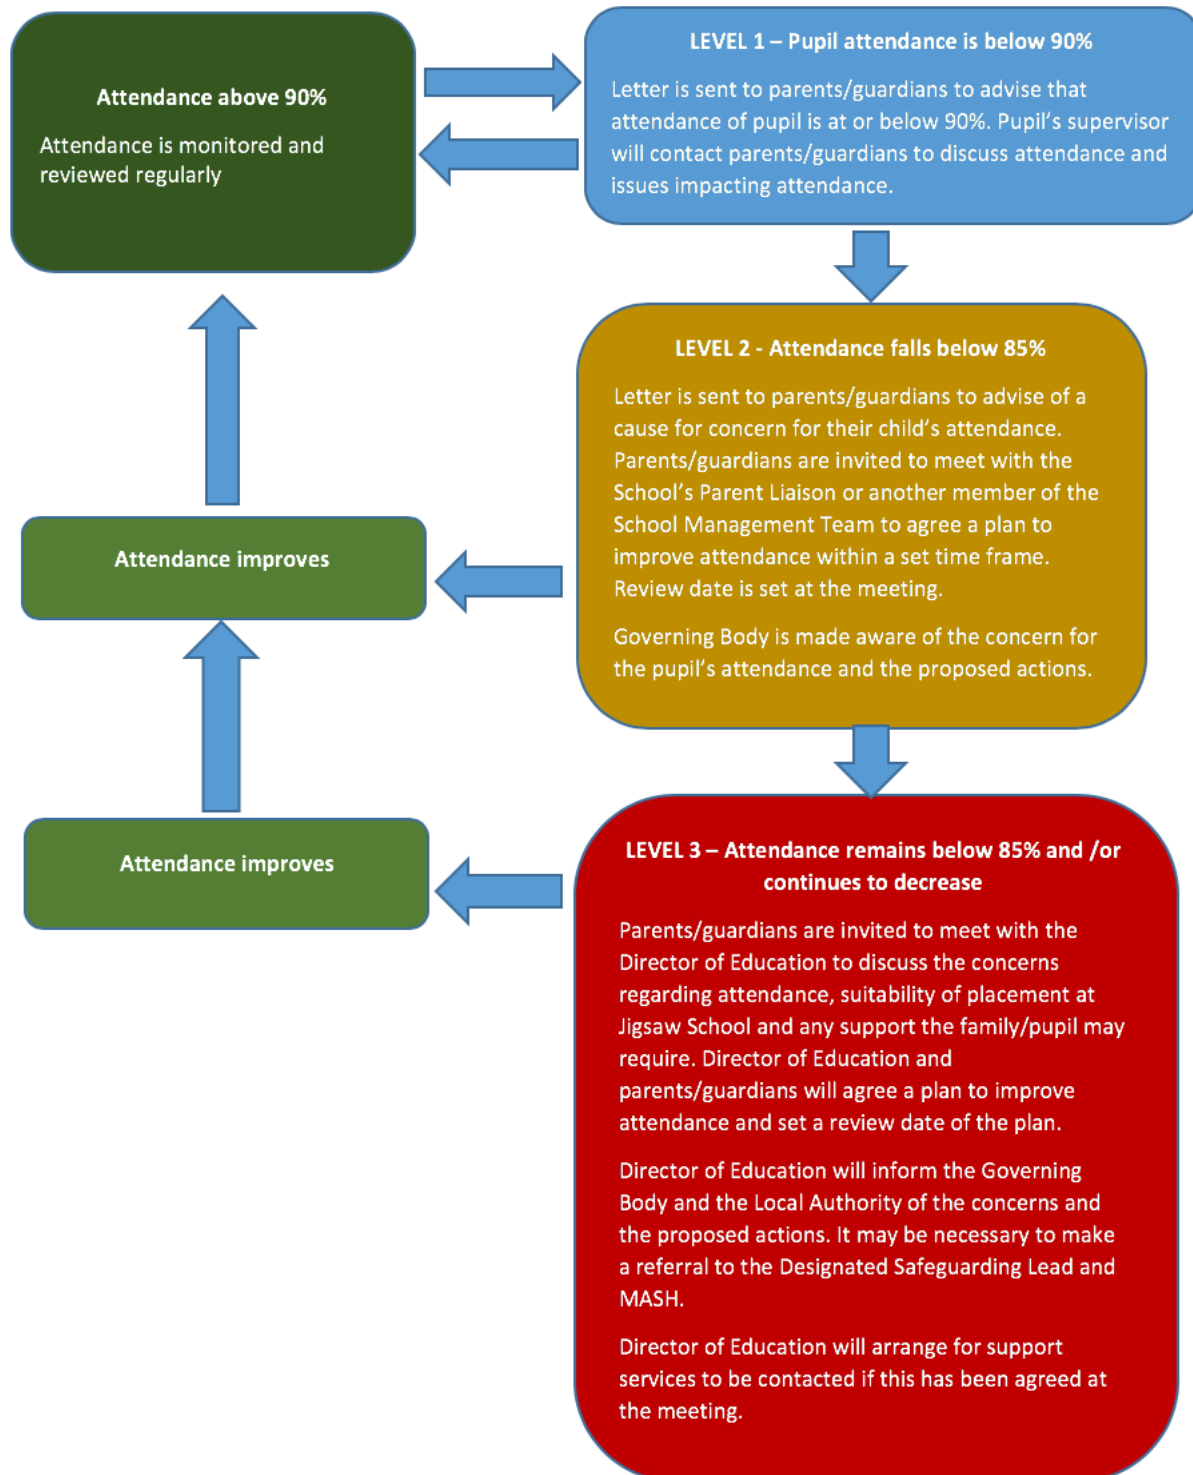 Attendance above 90%
Attendance is monitored and
reviewed regularly
LEVEL 1 – Pupil attendance is below 90%
Letter is sent to parents/guardians to advise that
attendance of pupil is at or below 90%. Pupil's supervisor
will contact parents/guardians to discuss attendance and
issues impacting attendance.
LEVEL 2 - Attendance falls below 85%
Letter is sent to parents/guardians to advise of a
cause for concern for their child's attendance.
Parents/guardians are invited to meet with the
School's Parent Liaison or another member of the
School Management Team to agree a plan to
improve attendance within a set time frame.
Review date is set at the meeting.
Governing Body is made aware of the concern for
the pupil's attendance and the proposed actions.
Attendance improves
LEVEL 3 – Attendance remains below 85% and /or
continues to decrease
Parents/guardians are invited to meet with the
Director of Education to discuss the concerns
regarding attendance, suitability of placement at
Jigsaw School and any support the family/pupil may
require. Director of Education and
parents/guardians will agree a plan to improve
attendance and set a review date of the plan.
Director of Education will inform the Governing
Body and the Local Authority of the concerns and
the proposed actions. It may be necessary to make
a referral to the Designated Safeguarding Lead and
MASH.
Director of Education will arrange for support
services to be contacted if this has been agreed at
the meeting.
Attendance improves